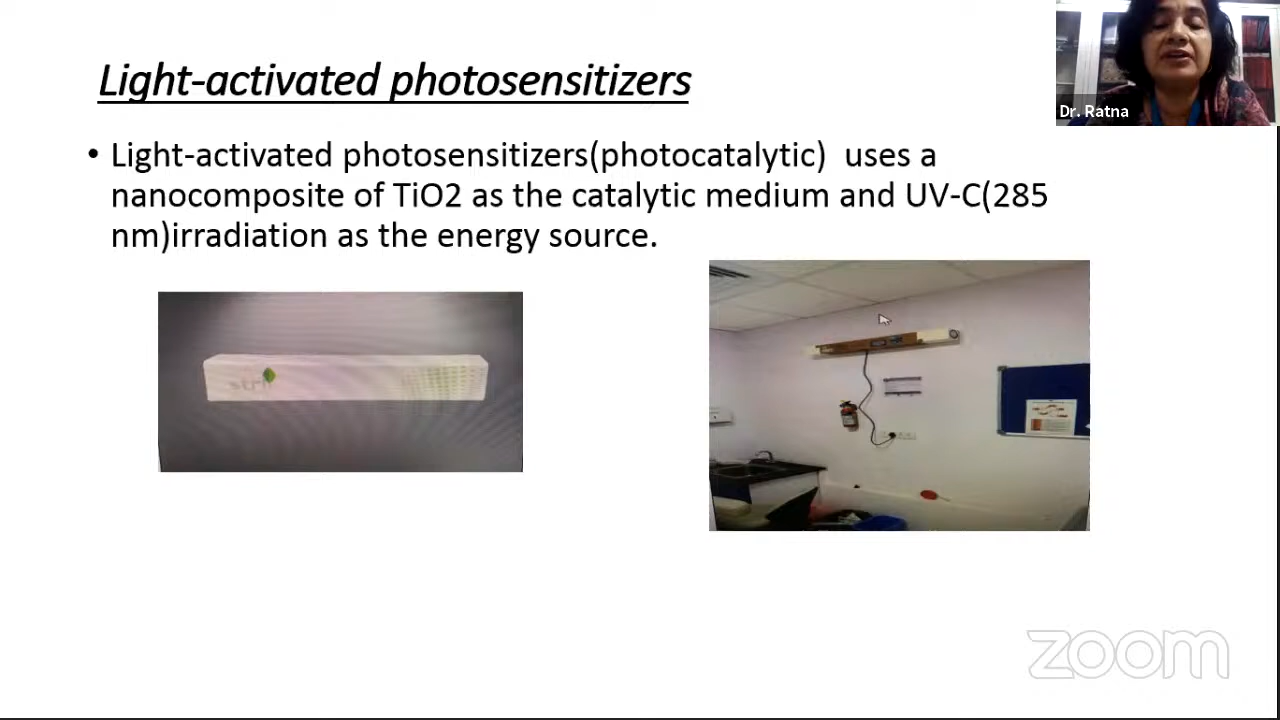 Light-activated photosensitizers
Dr. Ratna
• Light-activated photosensitizers(photocatalytic)  uses a
nanocomposite of TiO2 as the catalytic medium and UV-C(285
nm)irradiation as the energy source.
zoom